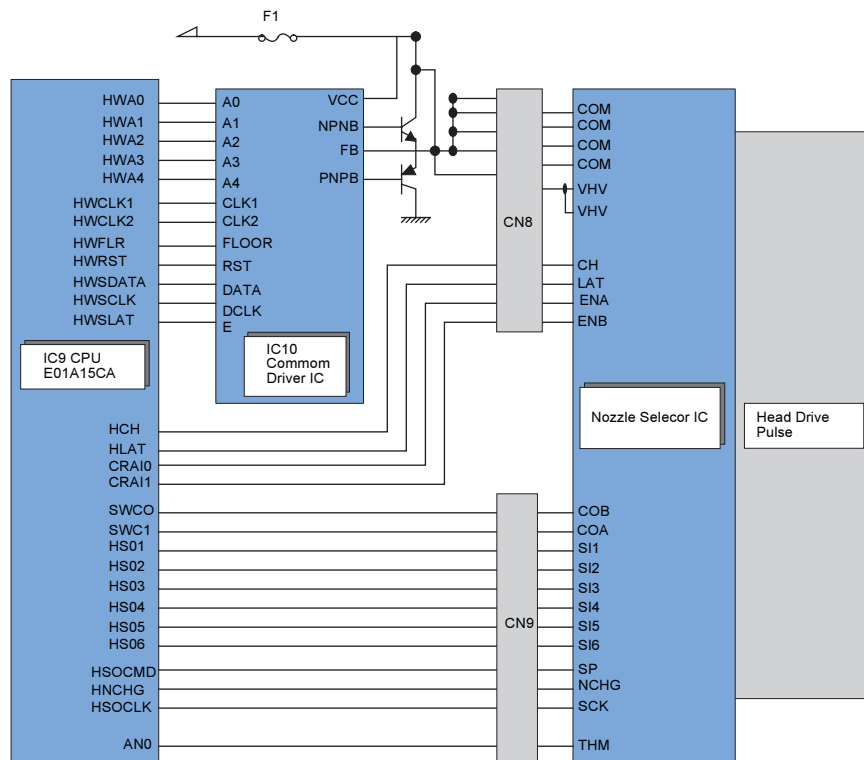 F1
HWA0
HWA1
HWA2
HWA3
HWA4
HWCLK1
HWCLK2
HWFLR
HWRST
HWSDATA
HWSCLK
HWSLAT
IC9 CPU
E01A15CA
HCH
HLAT
CRAI0
CRAI1
SWCO
SWC1
HS01
HS02
HS03
HS04
HS05
HS06
HSOCMD
HNCHG
HSOCLK
AN0
A0
A1
A2
A3
A4
CLK1
CLK2
FLOOR
RST
DATA
DCLK
E
VCC
NPNB
FB
PNPB
IC10
Commom
Driver IC
CN8
CN9
COM
COM
COM
COM
VHV
VHV
CH
LAT
ENA
ENB
Nozzle Selecor IC
COB
COA
SI1
SI2
SI3
SI4
SI5
SI6
SP
NCHG
SCK
THM
Head Drive
Pulse